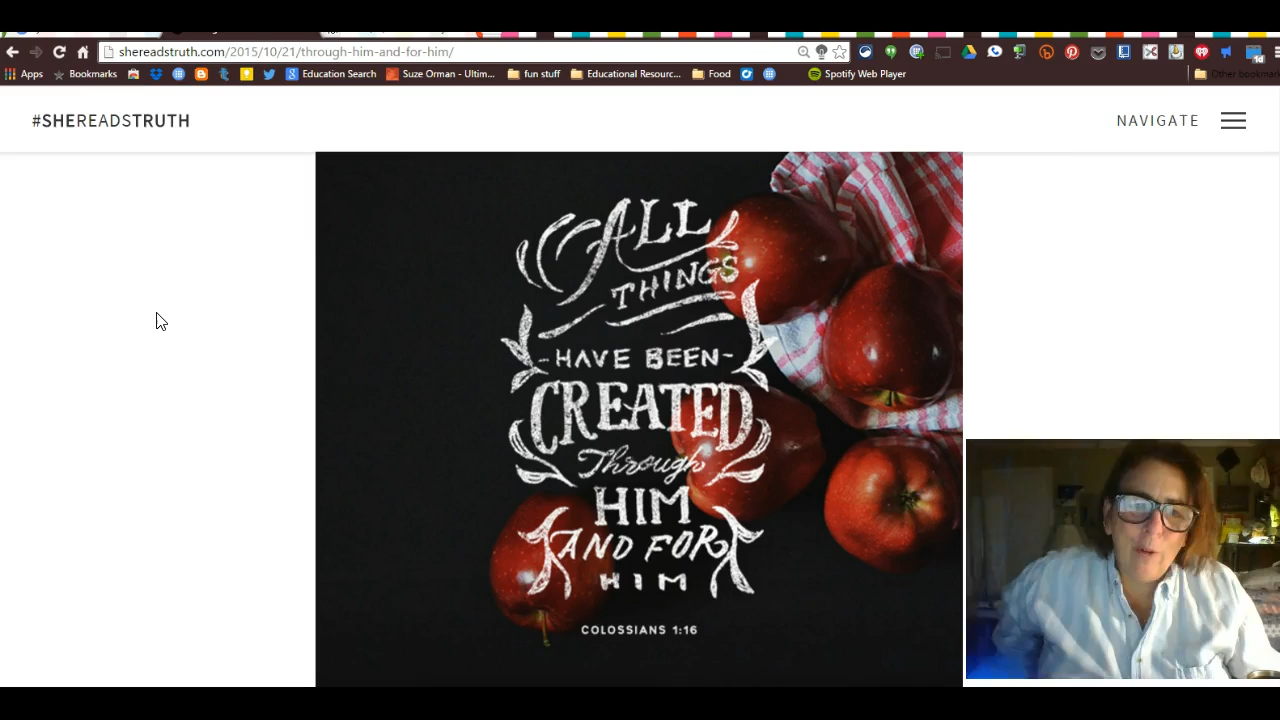 shereadstruth.com/2015/10/21/through-him-and-for-him/
Apps Bookmarks Education Search Suze Orman - Ultim... fun stuff Educational Resourc... Food Spotify Web Player Other bookmark
#SHEREADSTRUTH
NAVIGATE
ALL
THINGS
-HAVE BEEN-
CREATED
Through
HIM
AND FOR
HIM
COLOSSIANS 1:16